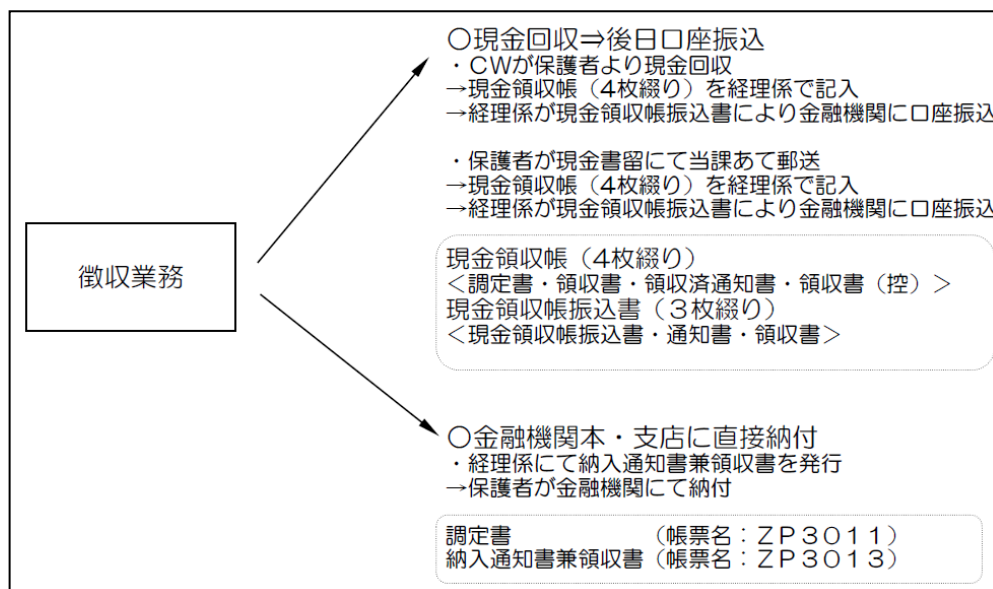 徴収業務
〇現金回収⇒後日口座振込
・CWが保護者より現金回収
→現金領収帳(4枚綴り)を経理係で記入
→経理係が現金領収帳振込書により金融機関に口座振込
・保護者が現金書留にて当課あて郵送
→現金領収帳(4枚綴り)を経理係で記入
→経理係が現金領収帳振込書により金融機関に口座振込
現金領収帳(4枚綴り)
<調定書・領収書・領収済通知書・領収書(控)>
現金領収帳振込書(3枚綴り)
<現金領収帳振込書・通知書・領収書>
〇金融機関本・支店に直接納付
・経理係にて納入通知書兼領収書を発行
→保護者が金融機関にて納付
調定書 (帳票名:ZP3011)
納入通知書兼領収書(帳票名:ZP3013)